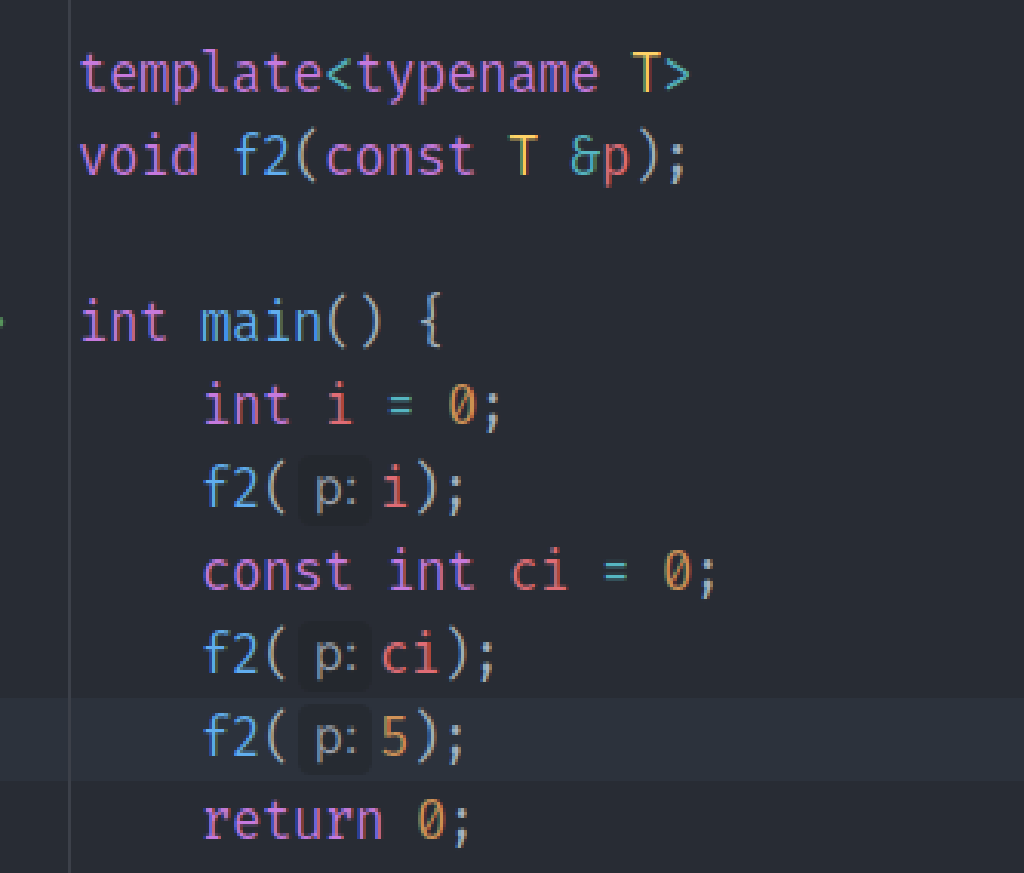 template<typename T>
void f2(const T &p);
int main() {
int i = 0;
f2( p: i);
const int ci = 0;
f2( p: ci);
f2( p: 5);
return 0;